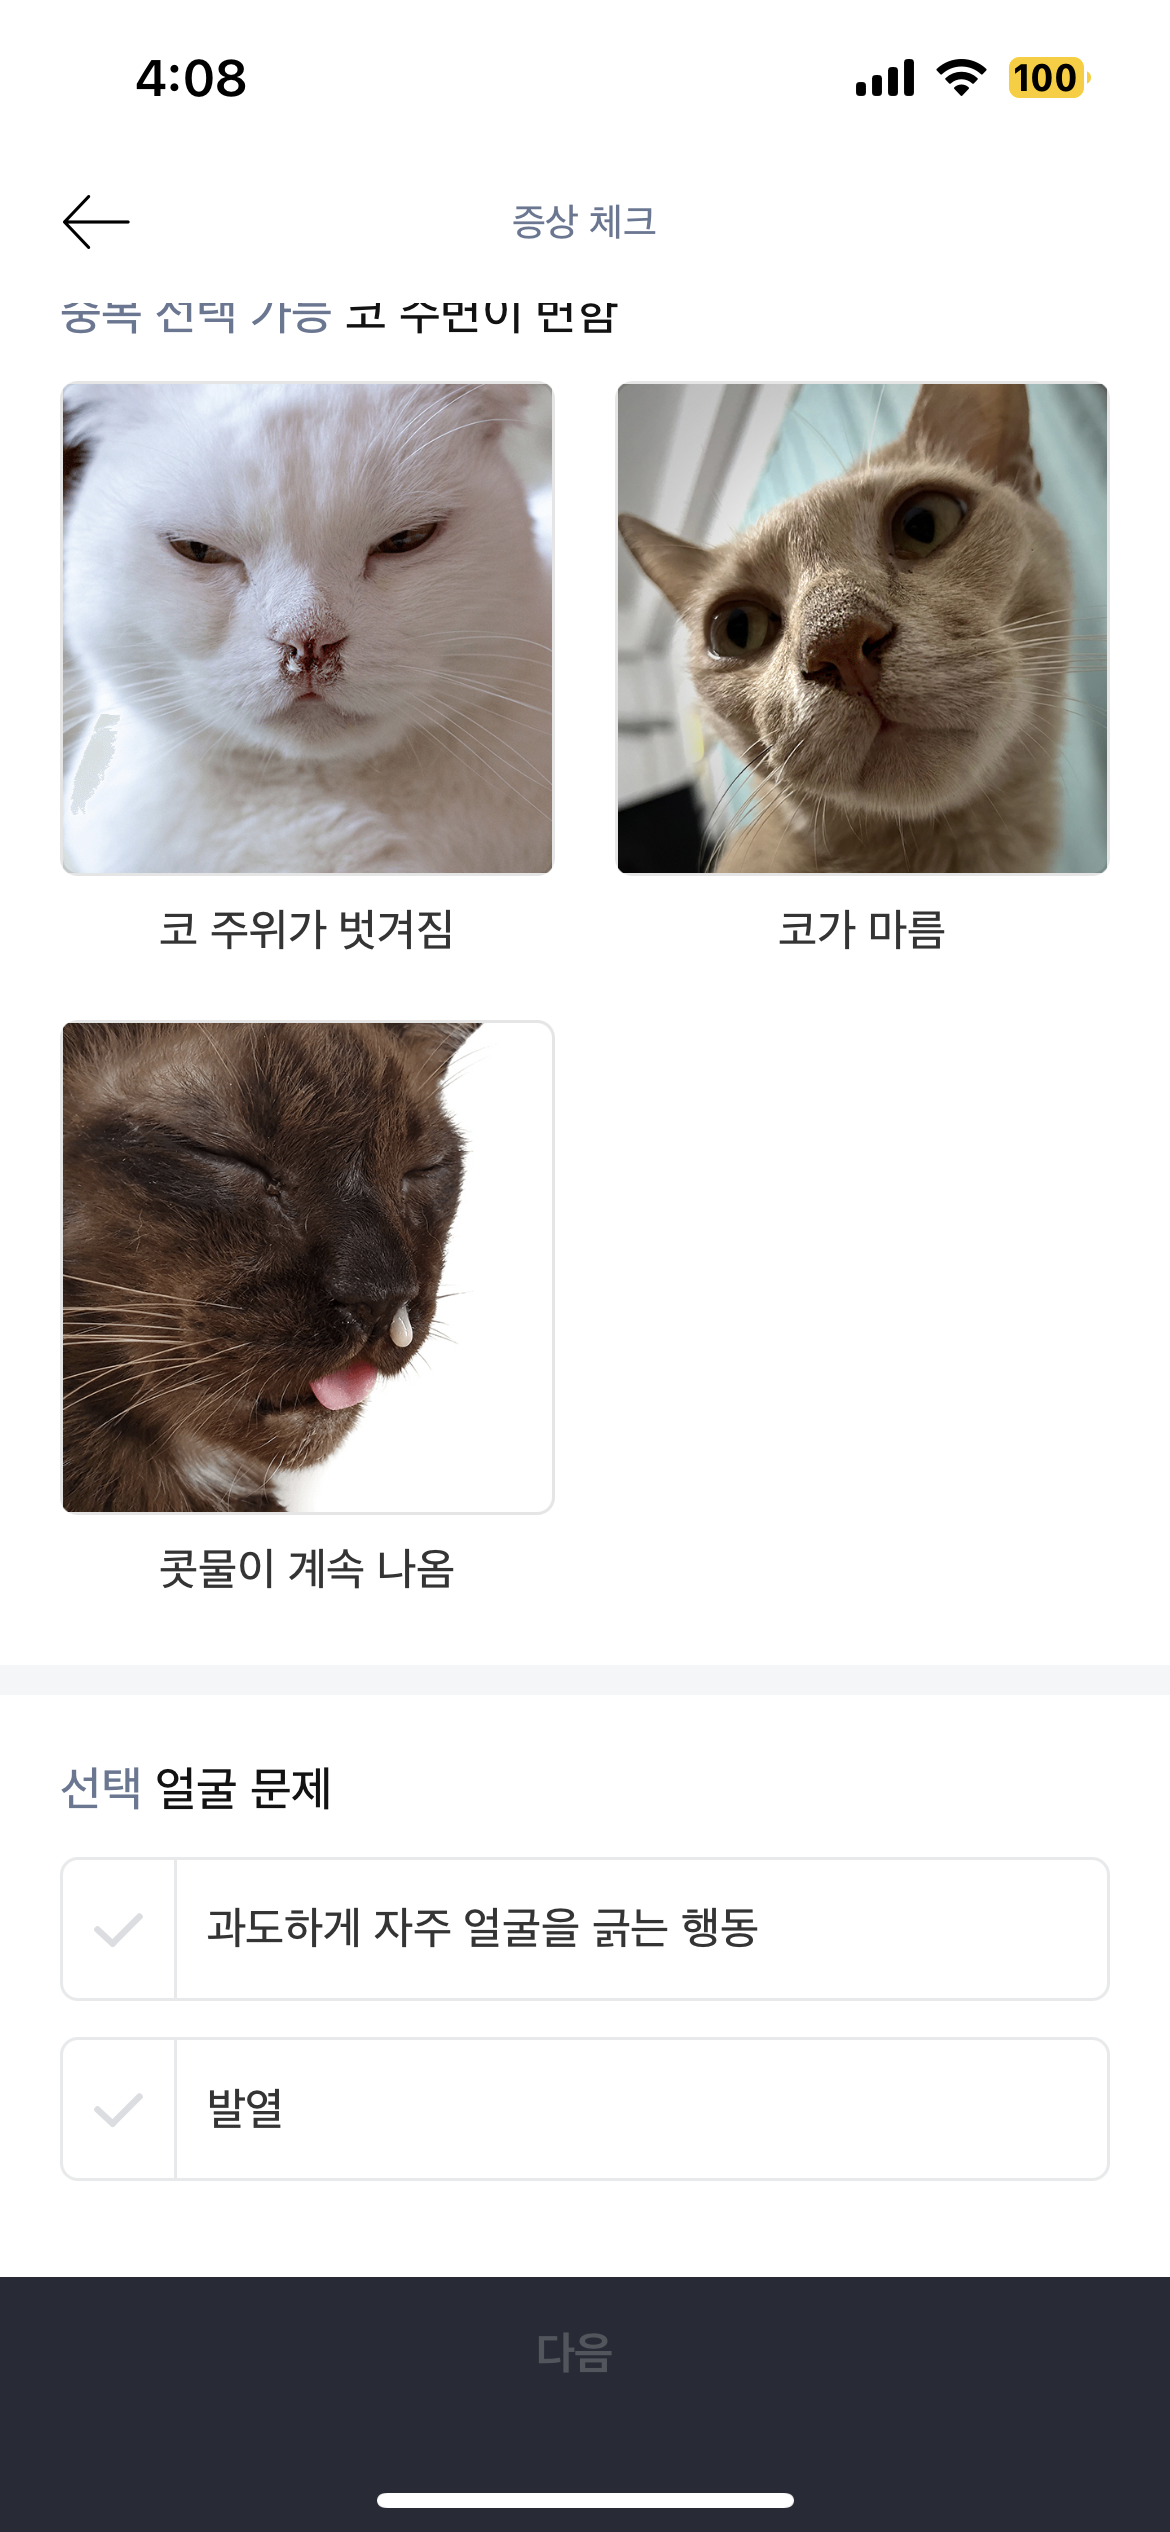 4:08
100
증상 체크
중복 선택 가능 코 주변이 변함
코 주위가 벗겨짐
코가 마름
콧물이 계속 나옴
선택 얼굴 문제
과도하게 자주 얼굴을 긁는 행동
발열
다음